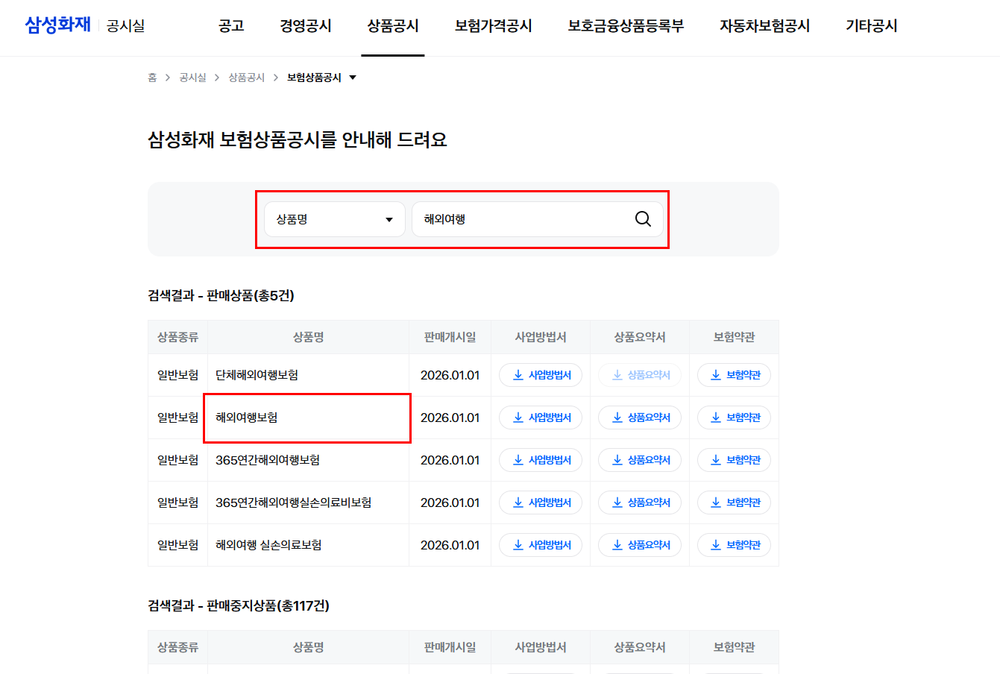 삼성화재 공시실 공고 경영공시 상품공시 보험가격공시 보호금융상품등록부 자동차보험공시 기타공시
홈 > 공시실 > 상품공시 > 보험상품공시
삼성화재 보험상품공시를 안내해 드려요
상품명 해외여행
검색결과 - 판매상품(총5건)
상품종류 상품명 판매개시일 사업방법서 상품요약서 보험약관
일반보험 단체해외여행보험 2026.01.01 사업방법서 상품요약서 보험약관
일반보험 해외여행보험 2026.01.01 사업방법서 상품요약서 보험약관
일반보험 365연간해외여행보험 2026.01.01 사업방법서 상품요약서 보험약관
일반보험 365연간해외여행실손의료비보험 2026.01.01 사업방법서 상품요약서 보험약관
일반보험 해외여행 실손의료보험 2026.01.01 사업방법서 상품요약서 보험약관
검색결과 - 판매중지상품(총117건)
상품종류 상품명 판매개시일 사업방법서 상품요약서 보험약관